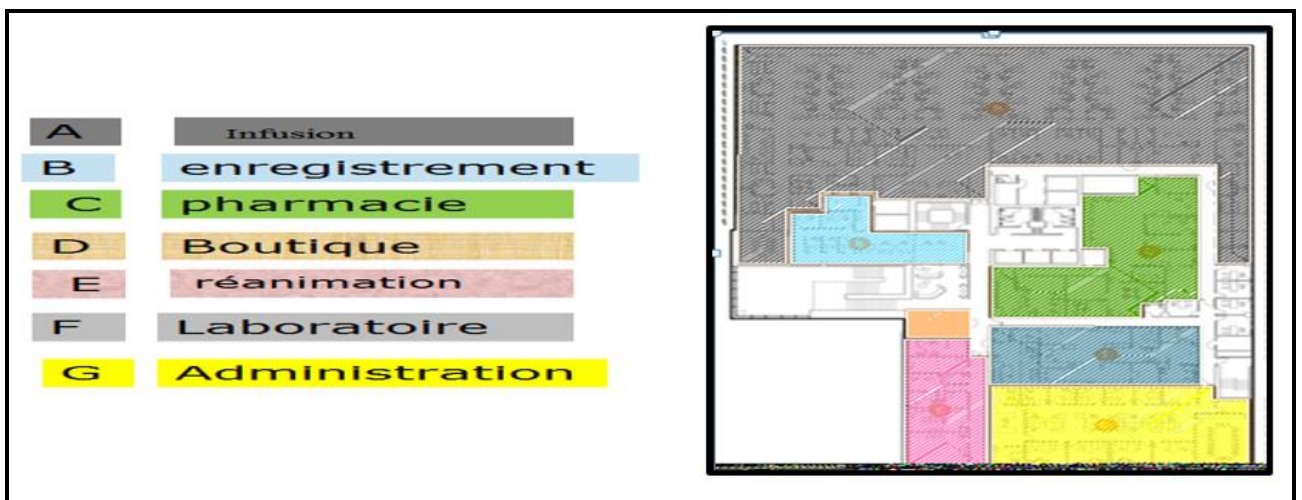 A Infusion
B enregistrement
C pharmacie
D Boutique
E réanimation
F Laboratoire
G Administration